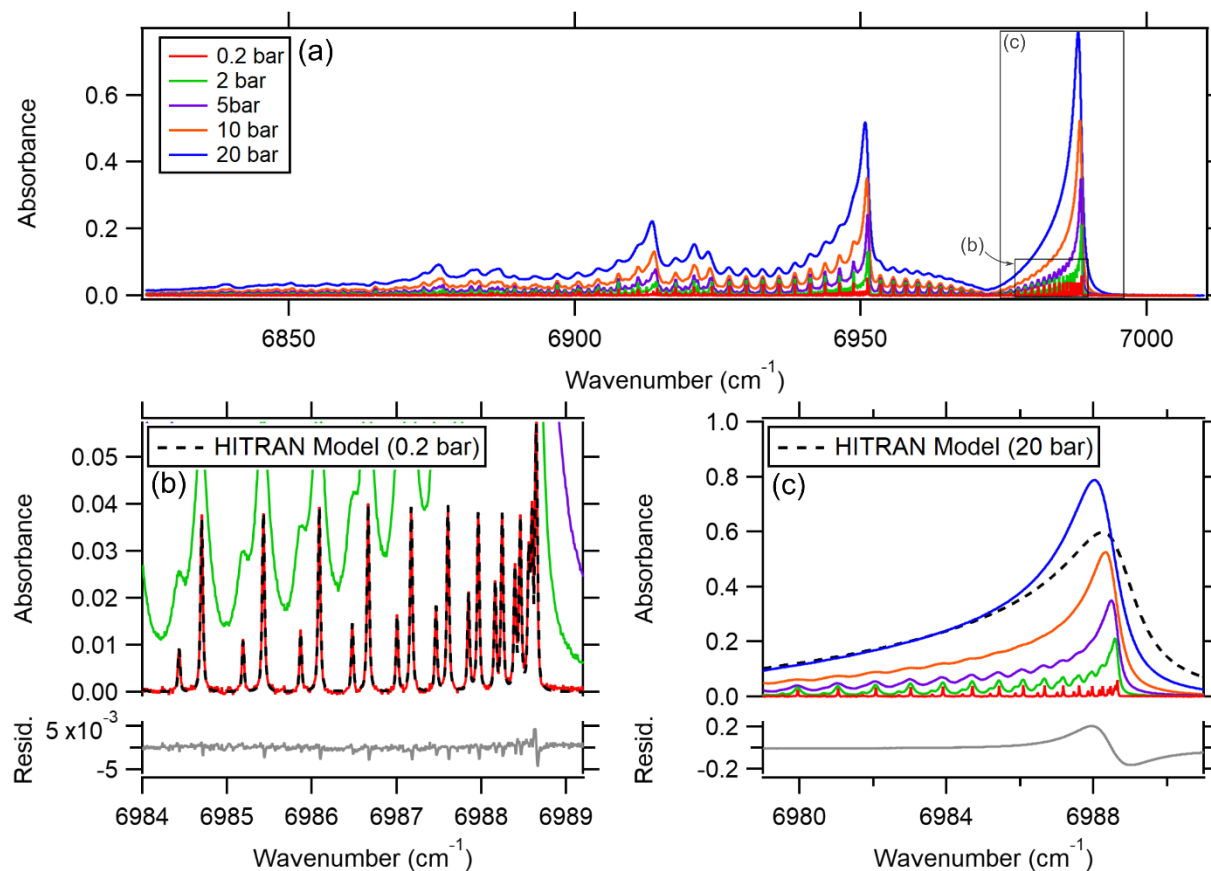 (a)
0.2 bar
2 bar
5bar
10 bar
20 bar
(c)
(b)
Absorbance
0.6
0.4
0.2
0.0
6850
6900
6950
7000
Wavenumber (cm⁻¹)
HITRAN Model (0.2 bar)
(b)
Absorbance
0.05
0.04
0.03
0.02
0.01
0.00
Resid.
5 x10⁻³
-5
6984
6985
6986
6987
6988
6989
Wavenumber (cm⁻¹)
HITRAN Model (20 bar)
(c)
Absorbance
1.0
0.8
0.6
0.4
0.2
0.0
Resid.
0.2
-0.2
6980
6984
6988
Wavenumber (cm⁻¹)